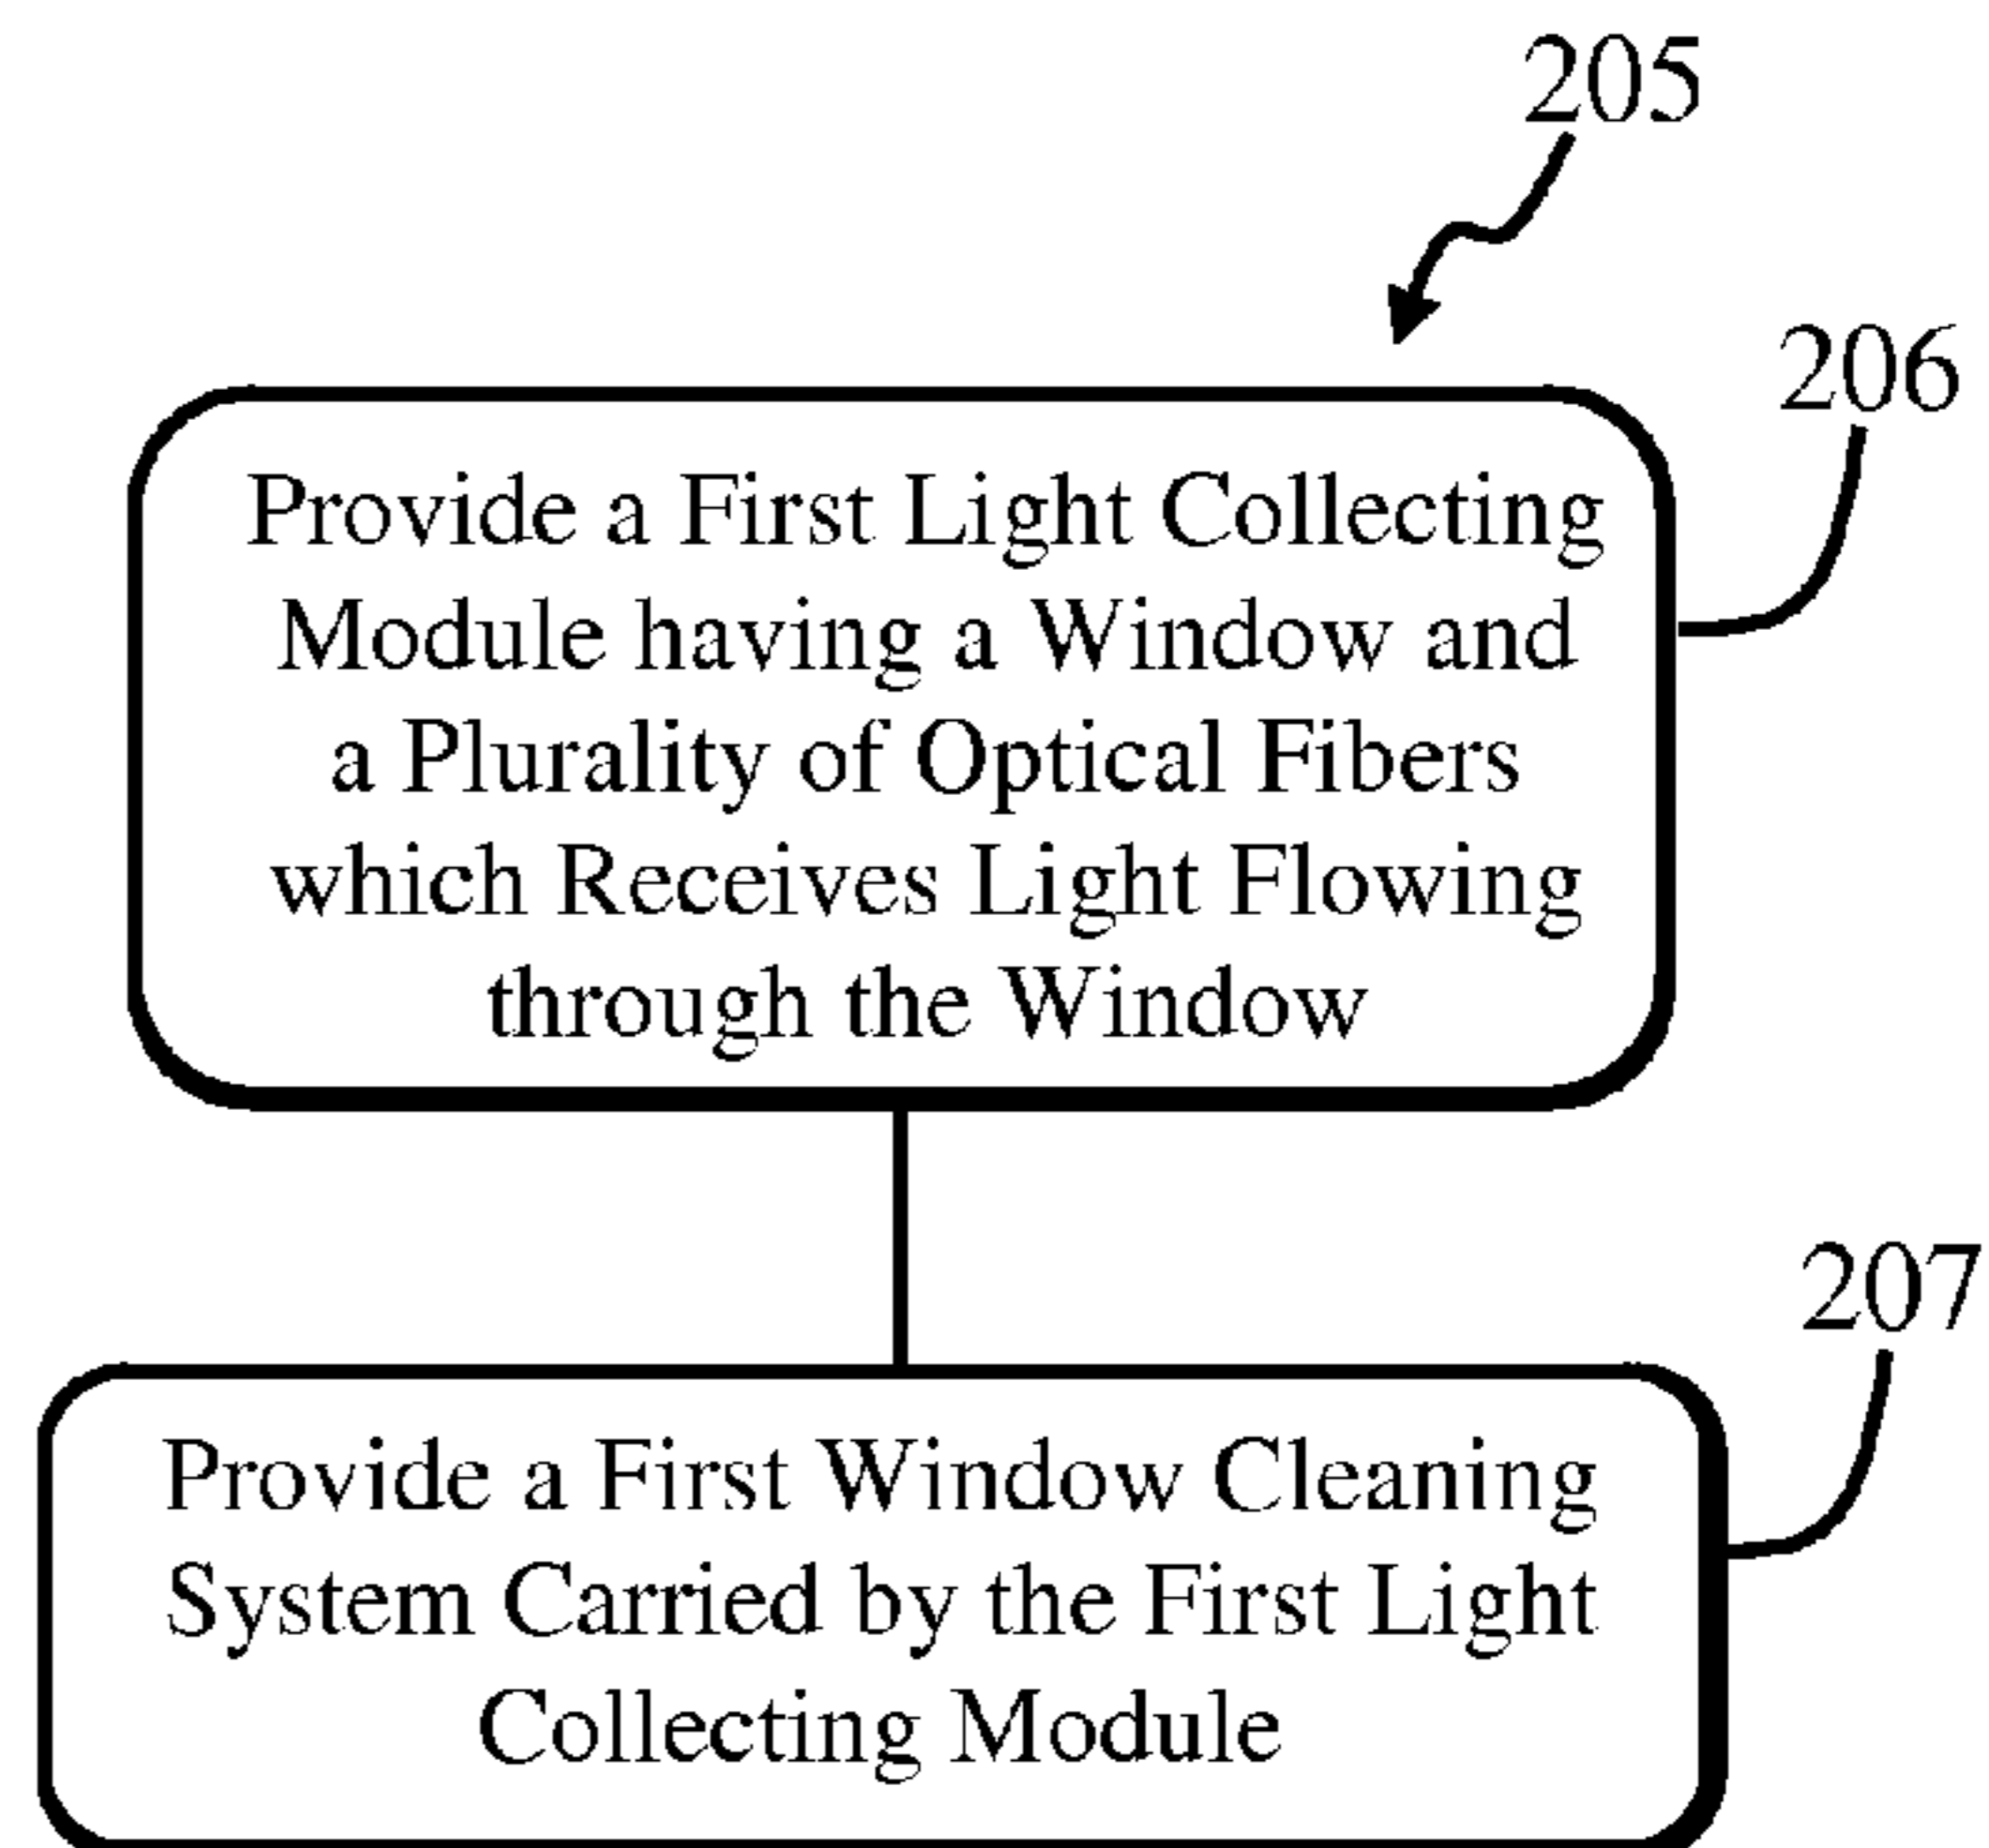 205
206
Provide a First Light Collecting
Module having a Window and
a Plurality of Optical Fibers
which Receives Light Flowing
through the Window
207
Provide a First Window Cleaning
System Carried by the First Light
Collecting Module